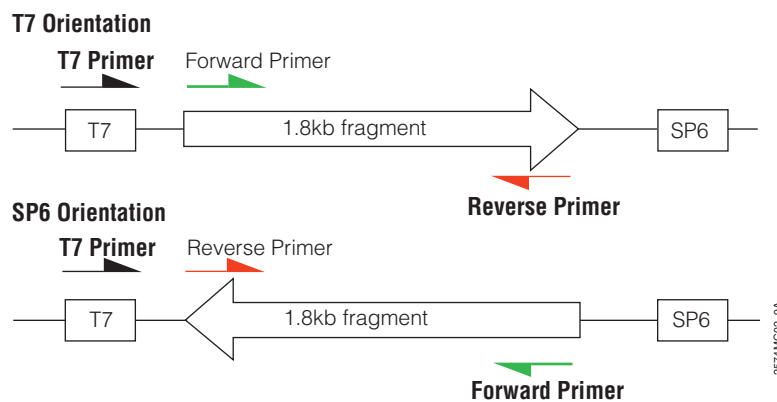 T7 Orientation
T7 Primer Forward Primer
T7 1.8kb fragment SP6
Reverse Primer
SP6 Orientation
T7 Primer Reverse Primer
T7 1.8kb fragment SP6
Forward Primer